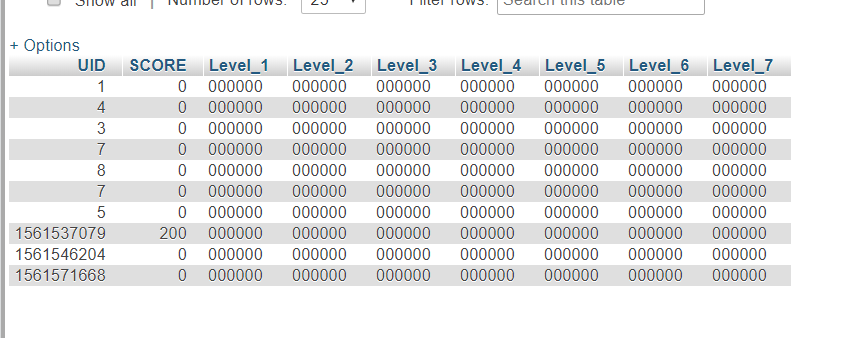 Show all | Number of rows: 25 Filter rows: Search this table
+ Options
UID SCORE Level_1 Level_2 Level_3 Level_4 Level_5 Level_6 Level_7
1 0 000000 000000 000000 000000 000000 000000 000000
4 0 000000 000000 000000 000000 000000 000000 000000
3 0 000000 000000 000000 000000 000000 000000 000000
7 0 000000 000000 000000 000000 000000 000000 000000
8 0 000000 000000 000000 000000 000000 000000 000000
7 0 000000 000000 000000 000000 000000 000000 000000
5 0 000000 000000 000000 000000 000000 000000 000000
1561537079 200 000000 000000 000000 000000 000000 000000 000000
1561546204 0 000000 000000 000000 000000 000000 000000 000000
1561571668 0 000000 000000 000000 000000 000000 000000 000000